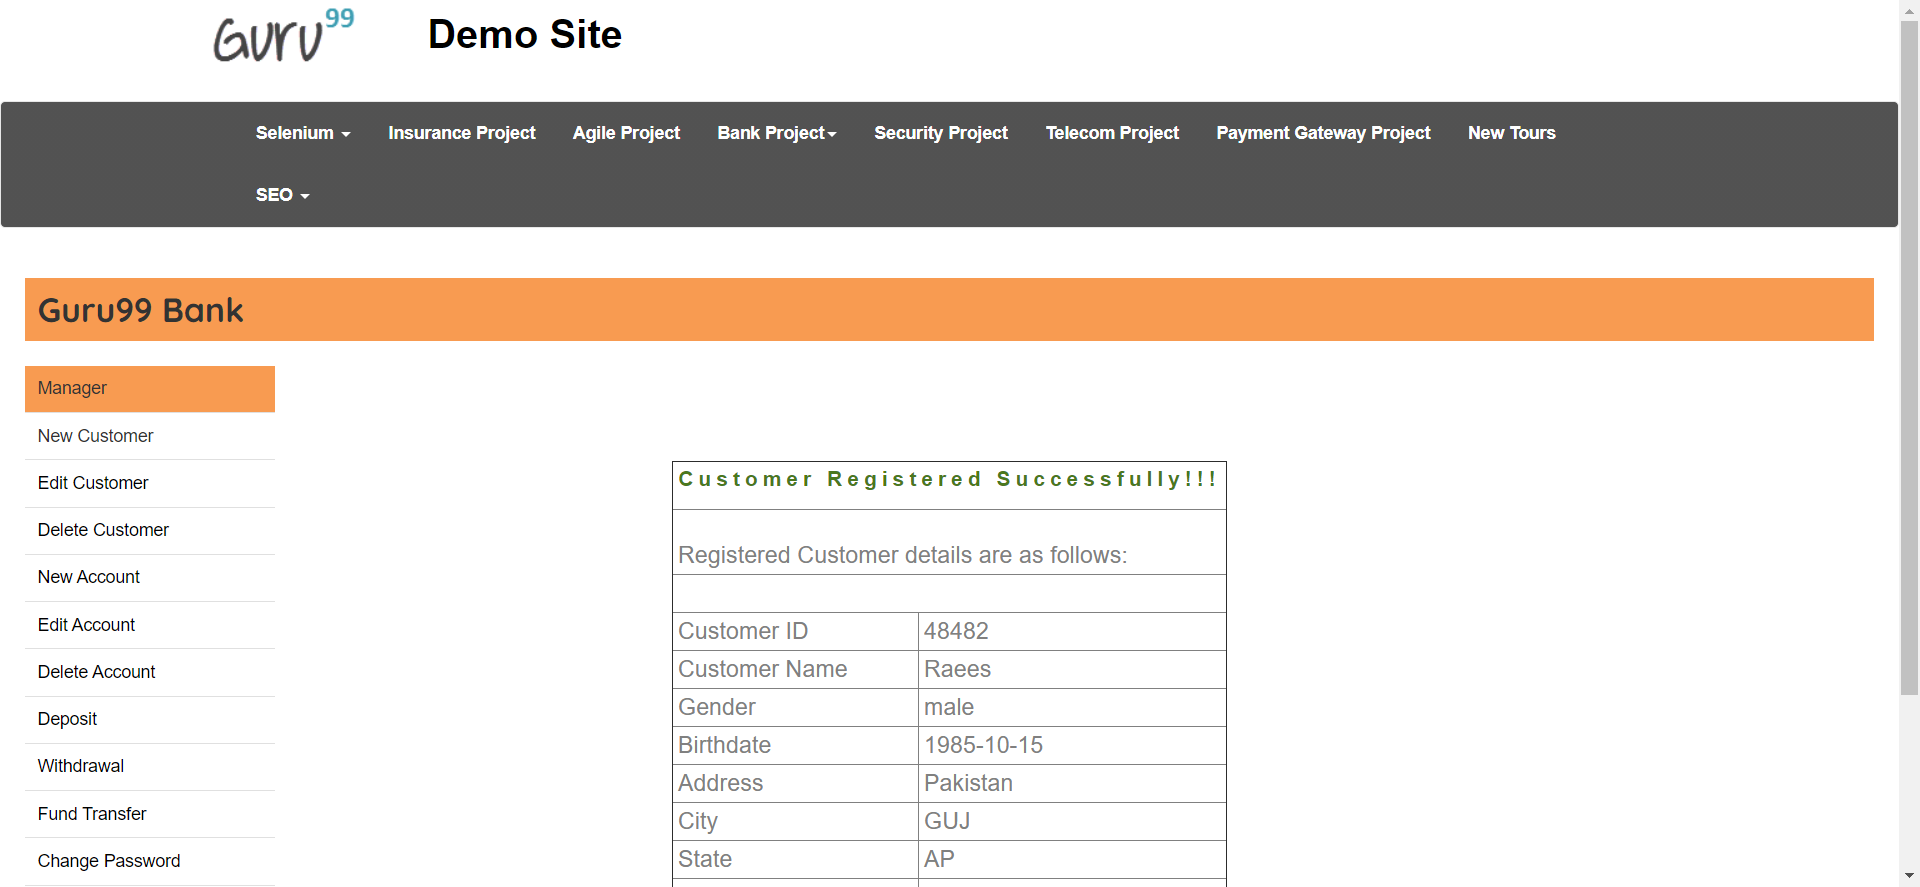 Guru99
Demo Site
Selenium
Insurance Project
Agile Project
Bank Project
Security Project
Telecom Project
Payment Gateway Project
New Tours
SEO
Guru99 Bank
Manager
New Customer
Edit Customer
Delete Customer
New Account
Edit Account
Delete Account
Deposit
Withdrawal
Fund Transfer
Change Password
Customer Registered Successfully!!!
Registered Customer details are as follows:
Customer ID 48482
Customer Name Raees
Gender male
Birthdate 1985-10-15
Address Pakistan
City GUJ
State AP